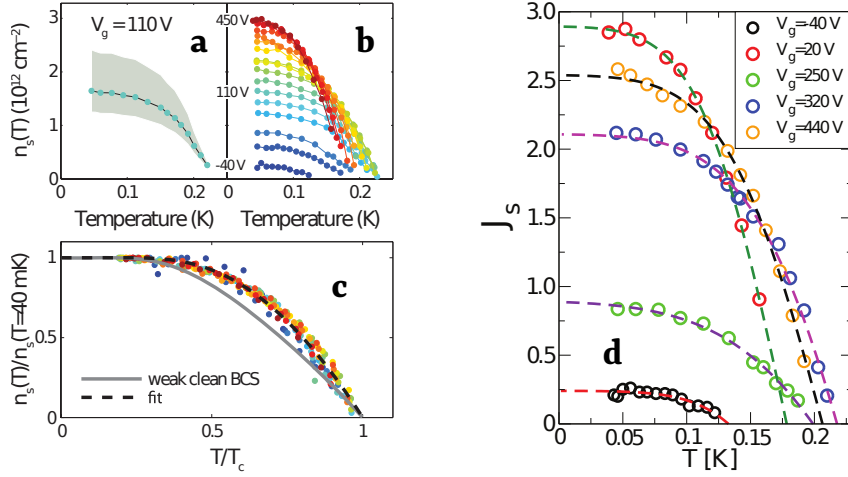 V_g = 110 V
a
n_s(T) (10^12 cm^-2)
3
2
1
0
0
0.1
0.2
Temperature (K)
b
450 V
110 V
-40 V
0
0.1
0.2
Temperature (K)
c
n_s(T)/n_s(T=40 mK)
1
0.5
0
weak clean BCS
fit
0
0.5
1
T/T_c
J_s
3.0
2.5
2.0
1.5
1.0
0.5
0
V_g=-40 V
V_g=20 V
V_g=250 V
V_g=320 V
V_g=440 V
d
0
0.05
0.1
0.15
0.2
T [K]